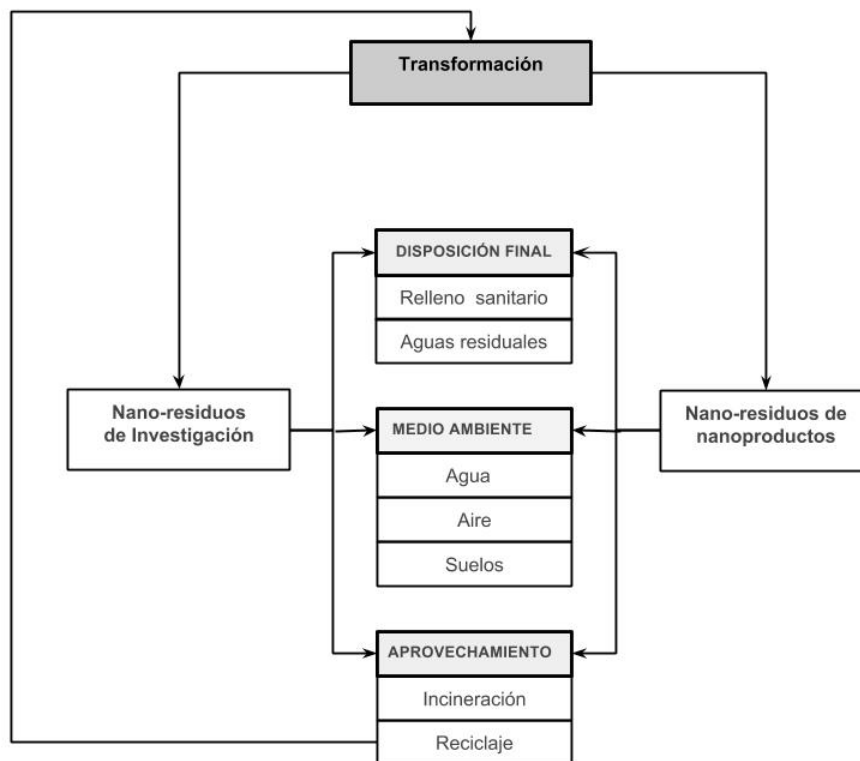 Transformación
DISPOSICIÓN FINAL
Relleno sanitario
Aguas residuales
Nano-residuos
de Investigación
MEDIO AMBIENTE
Agua
Aire
Suelos
Nano-residuos de
nanoproductos
APROVECHAMIENTO
Incineración
Reciclaje